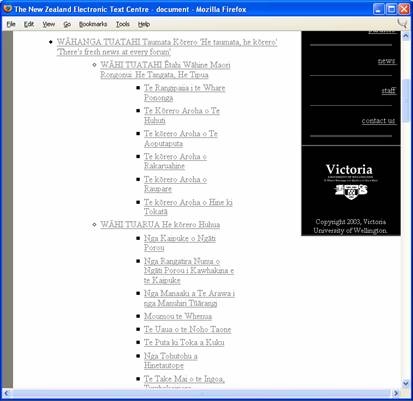 The New Zealand Electronic Text Centre - document - Mozilla Firefox
File Edit View Go Bookmarks Tools Help
WĀHANGA TUATAHI Taumata Kōrero 'He taumata, he kōrero'
'There's fresh news at every forum'
WĀHI TUATAHI Ētahi Wāhine Maori
Rongonui: He Tangata, He Tipua
Te Rangipaija i te Whare
Pononga
Te Kōrero Aroha o Te
Huhuti
Te kōrero Aroha o Te
Aoputaputa
Te kōrero Aroha o
Rakaruahine
Te kōrero Aroha o
Raupare
Te kōrero Aroha o Hine ki
Tokatā
WĀHI TUARUA He kōrero Huhua
Nga Kaipuke o Ngāti
Porou
Nga Rangatira Nunui o
Ngāti Porou i Kawhakina e
te Kaipuke
Nga Manaaki a Te Arawa i
nga Manuhiri Tūārangi
Moumou te Whenua
Te Uaua o te Noho Taone
Te Puta ki Toka a Kuku
Nga Tohutohu a
Hinetautope
Te Take Mai o te Ingoa,
news
staff
contact us
Victoria
Copyright 2003, Victoria
University of Wellington.